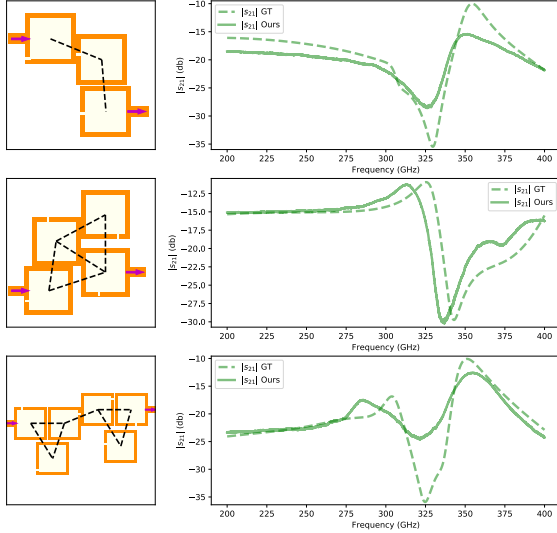 −10
−15
−20
−25
−30
−35
|s₂₁| (db)
|s₂₁| GT
|s₂₁| Ours
200 225 250 275 300 325 350 375 400
Frequency (GHz)
−12.5
−15.0
−17.5
−20.0
−22.5
−25.0
−27.5
−30.0
|s₂₁| (db)
|s₂₁| GT
|s₂₁| Ours
200 225 250 275 300 325 350 375 400
Frequency (GHz)
−10
−15
−20
−25
−30
−35
|s₂₁| (db)
|s₂₁| GT
|s₂₁| Ours
200 225 250 275 300 325 350 375 400
Frequency (GHz)